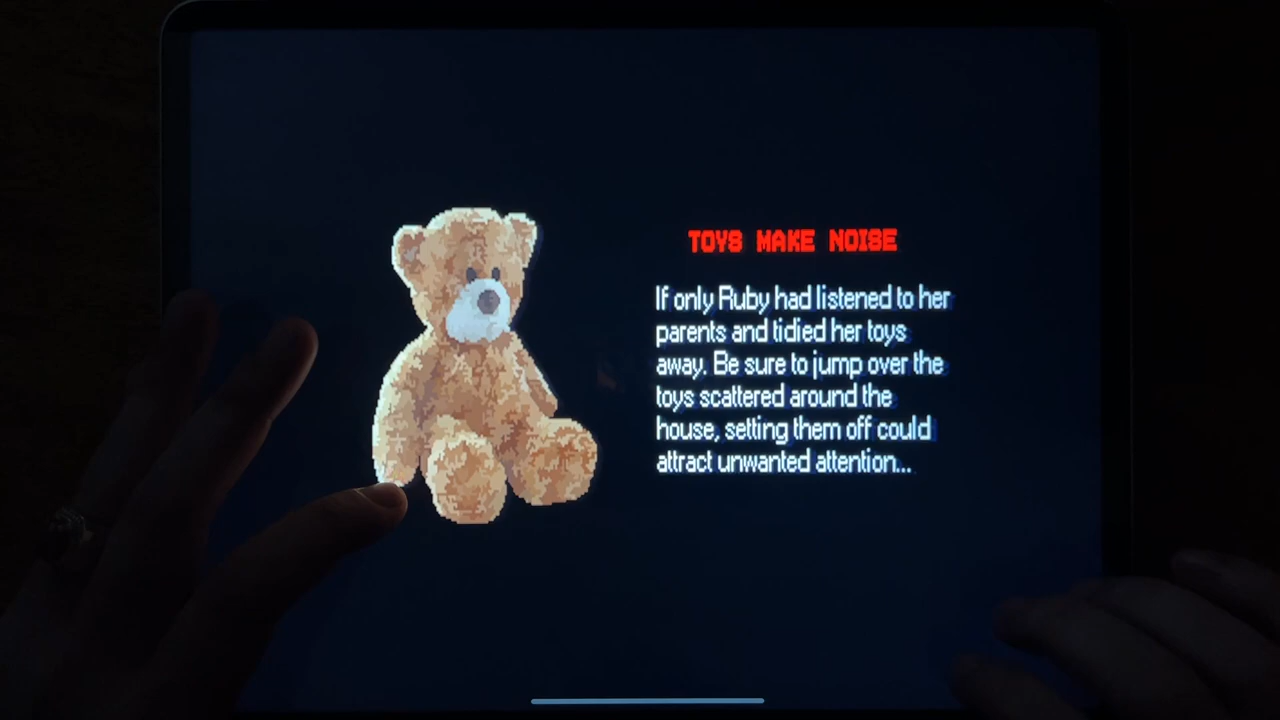 TOYS MAKE NOISE
If only Ruby had listened to her
parents and tidied her toys
away. Be sure to jump over the
toys scattered around the
house, setting them off could
attract unwanted attention...